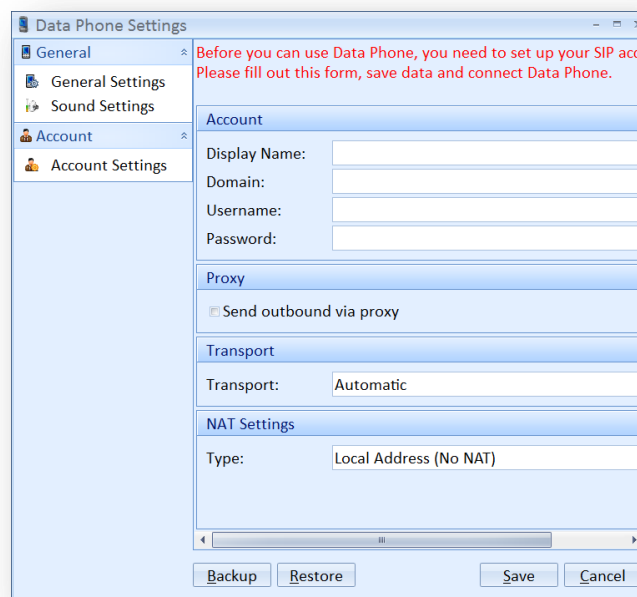 Data Phone Settings
General
General Settings
Sound Settings
Account
Account Settings
Before you can use Data Phone, you need to set up your SIP
Please fill out this form, save data and connect Data Phone.
Account
Display Name:
Domain:
Username:
Password:
Proxy
Send outbound via proxy
Transport
Transport: Automatic
NAT Settings
Type: Local Address (No NAT)
Backup Restore Save Cancel